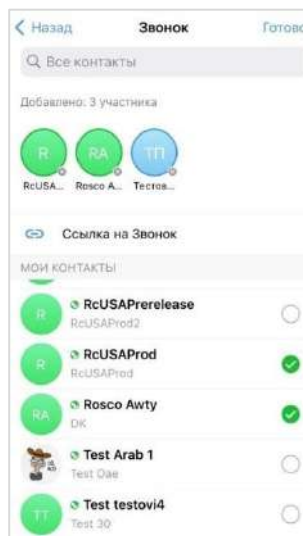 Назад Звонок Готово
Все контакты
Добавлено: 3 участника
R RA ТП
RcUSA... Rosco A... Тестов...
Ссылка на Звонок
МОИ КОНТАКТЫ
R RcUSAPrerelease
RcUSAProd2
R RcUSAProd
RcUSAProd
RA Rosco Awty
DK
Test Arab 1
Test Oae
TT Test testovi4
Test 30